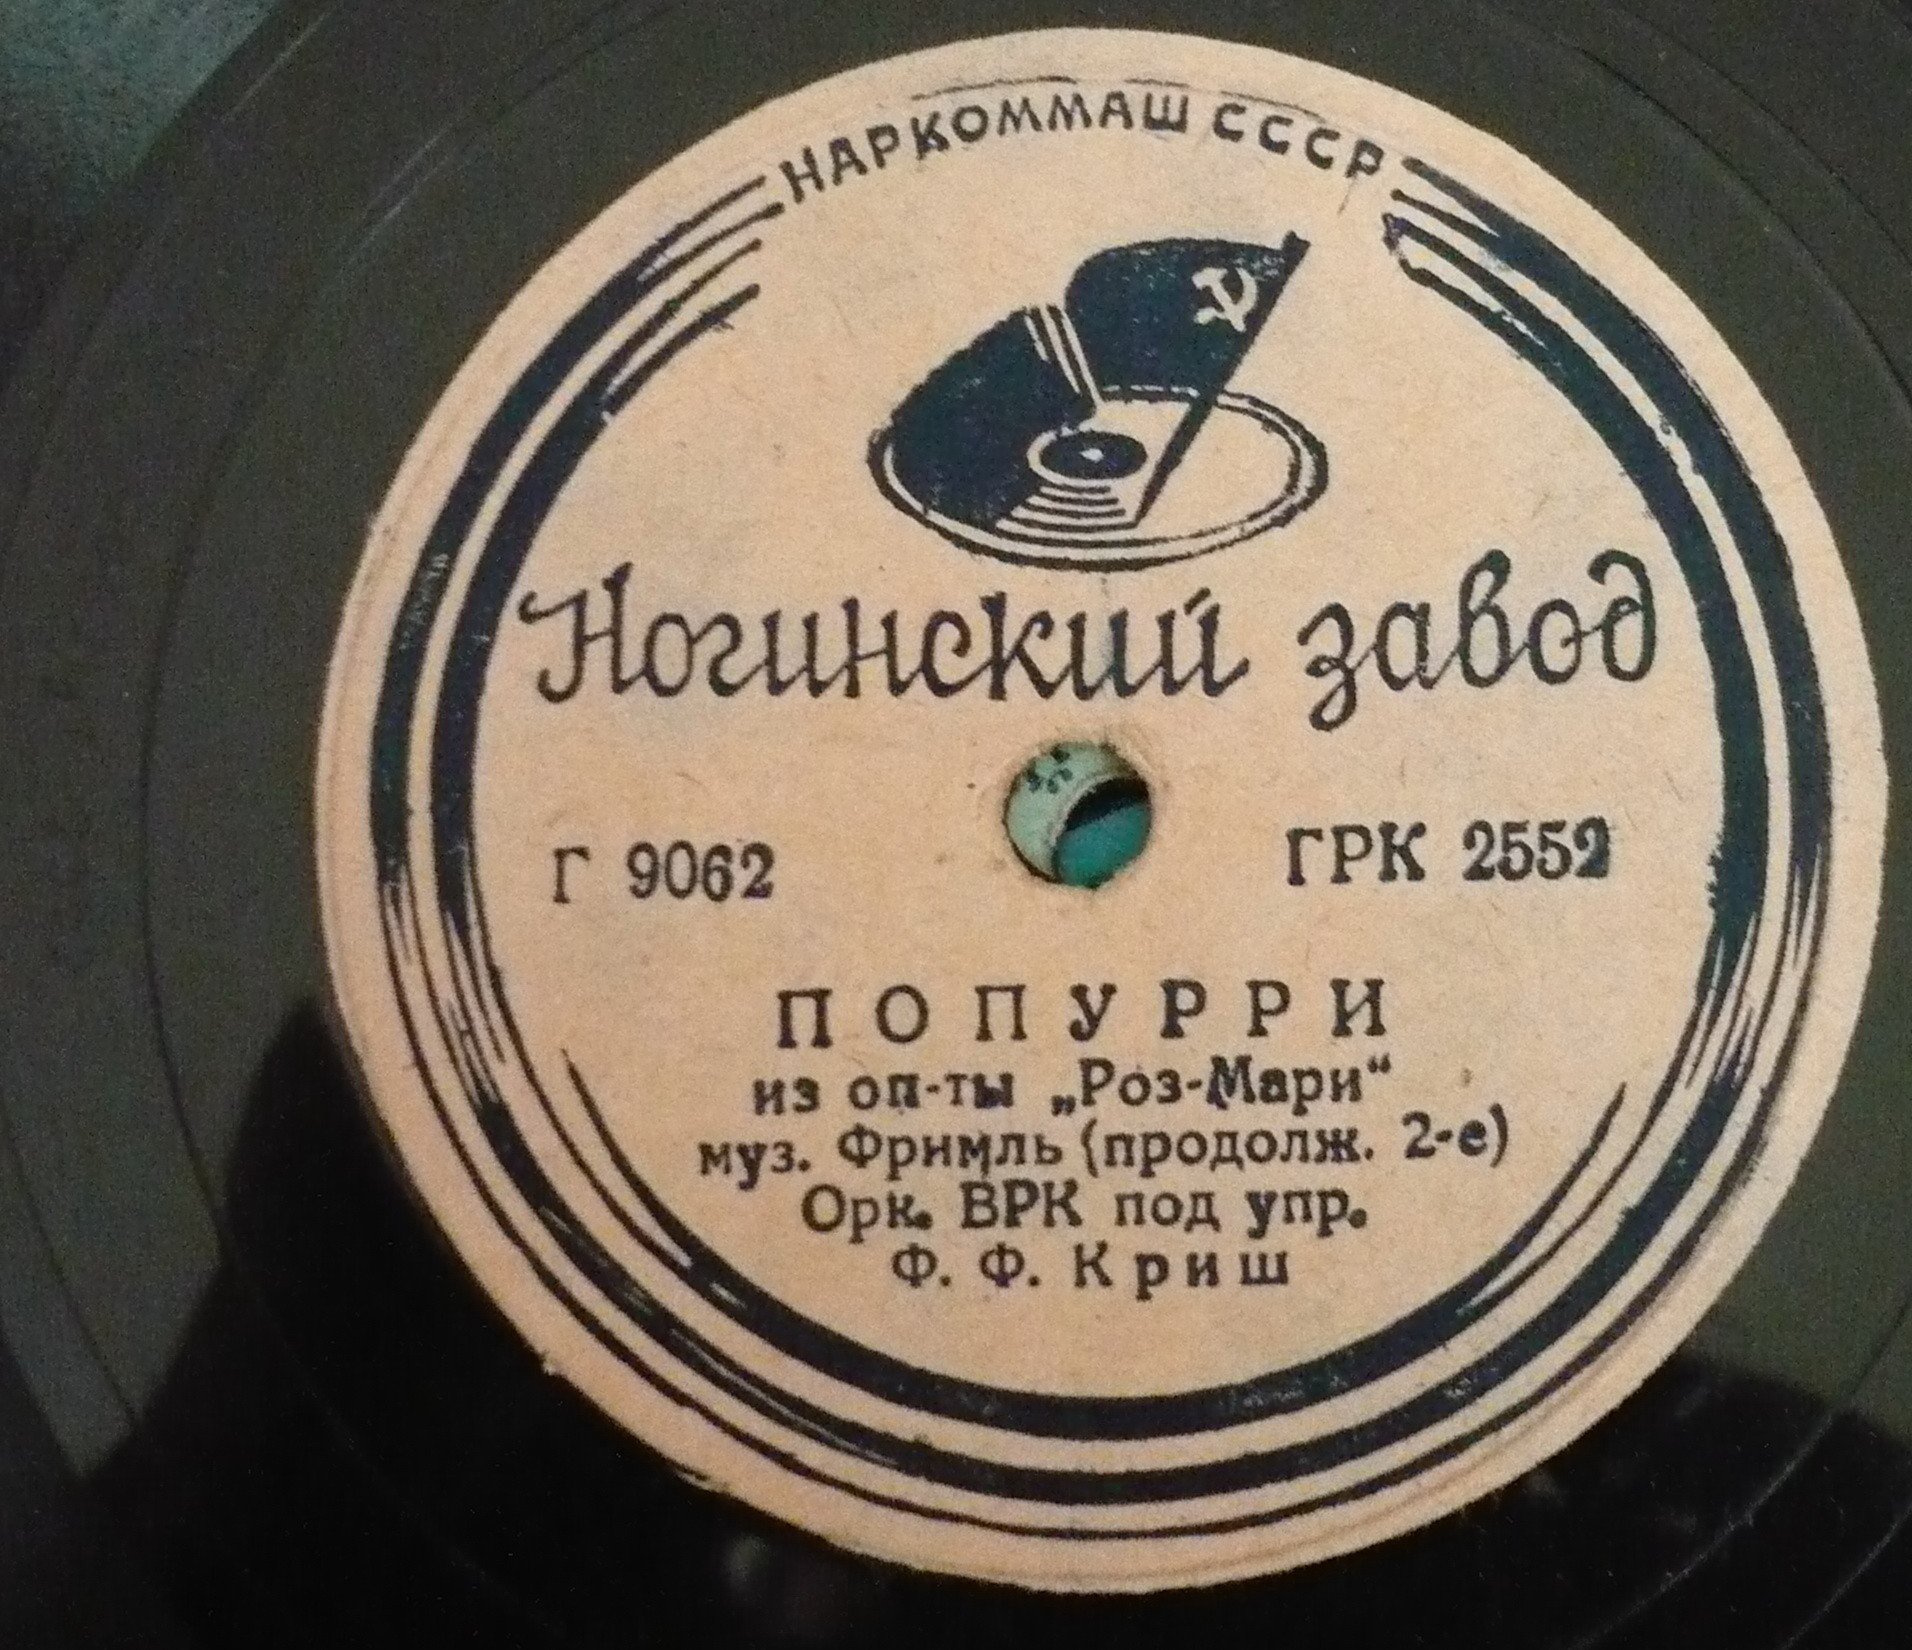 НАРКОММАШ СССР
Ногинский завод
Г 9062 ГРК 2552
ПОПУРРИ
из оп-ты „Роз-Мари“
муз. Фримль (продолж. 2-е)
Орк. ВРК под упр.
Ф. Ф. Криш